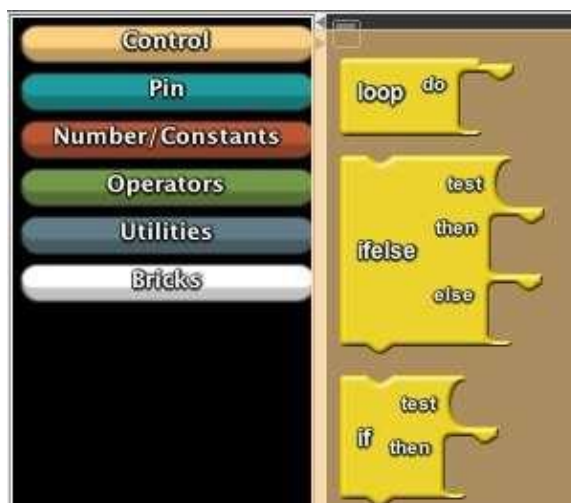 Control
Pin
Number/Constants
Operators
Utilities
Bricks
loop do
test
ifelse then
else
test
if then